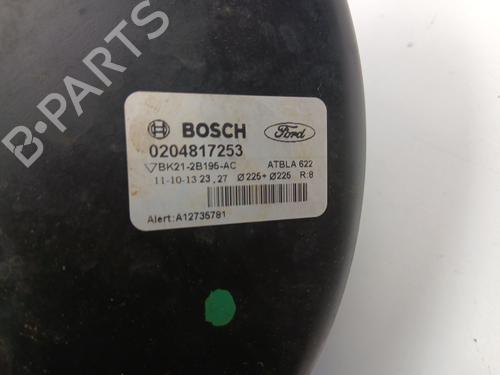 BOSCH Ford
0204817253
BK21-2B195-AC ATBLA 622
11-10-13 23,27 Ø225+Ø225 R:8
Alert:A12735781
B-PARTS